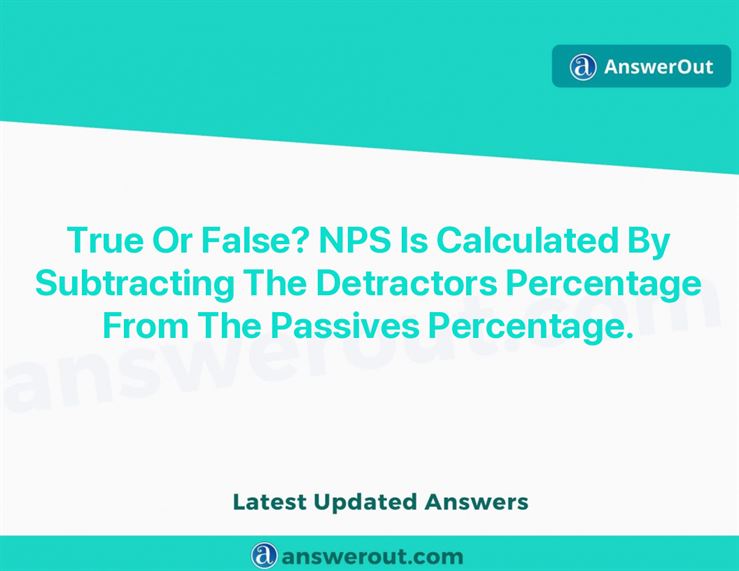 AnswerOut
True Or False? NPS Is Calculated By
Subtracting The Detractors Percentage
From The Passives Percentage.
answerout.com
Latest Updated Answers
answerout.com